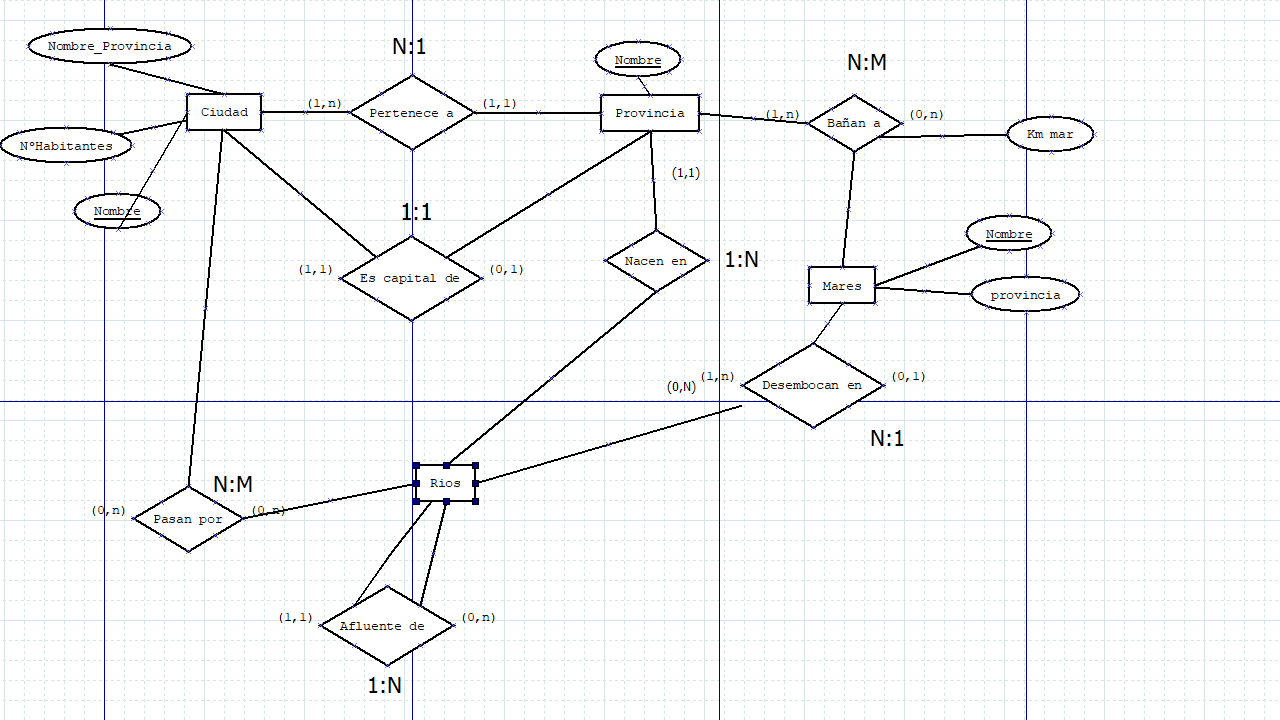 Nombre_Provincia
N:1
Nombre
N:M
Ciudad
(1,n)
Pertenece a
(1,1)
Provincia
(1,n)
Bañan a
(0,n)
Km mar
NºHabitantes
(1,1)
Nombre
1:1
Nombre
(1,1)
Es capital de
(0,1)
Nacen en
1:N
Mares
provincia
(0,N)
(1,n)
Desembocan en
(0,1)
N:1
Rios
N:M
(0,n)
Pasan por
(0,n)
(1,1)
Afluente de
(0,n)
1:N